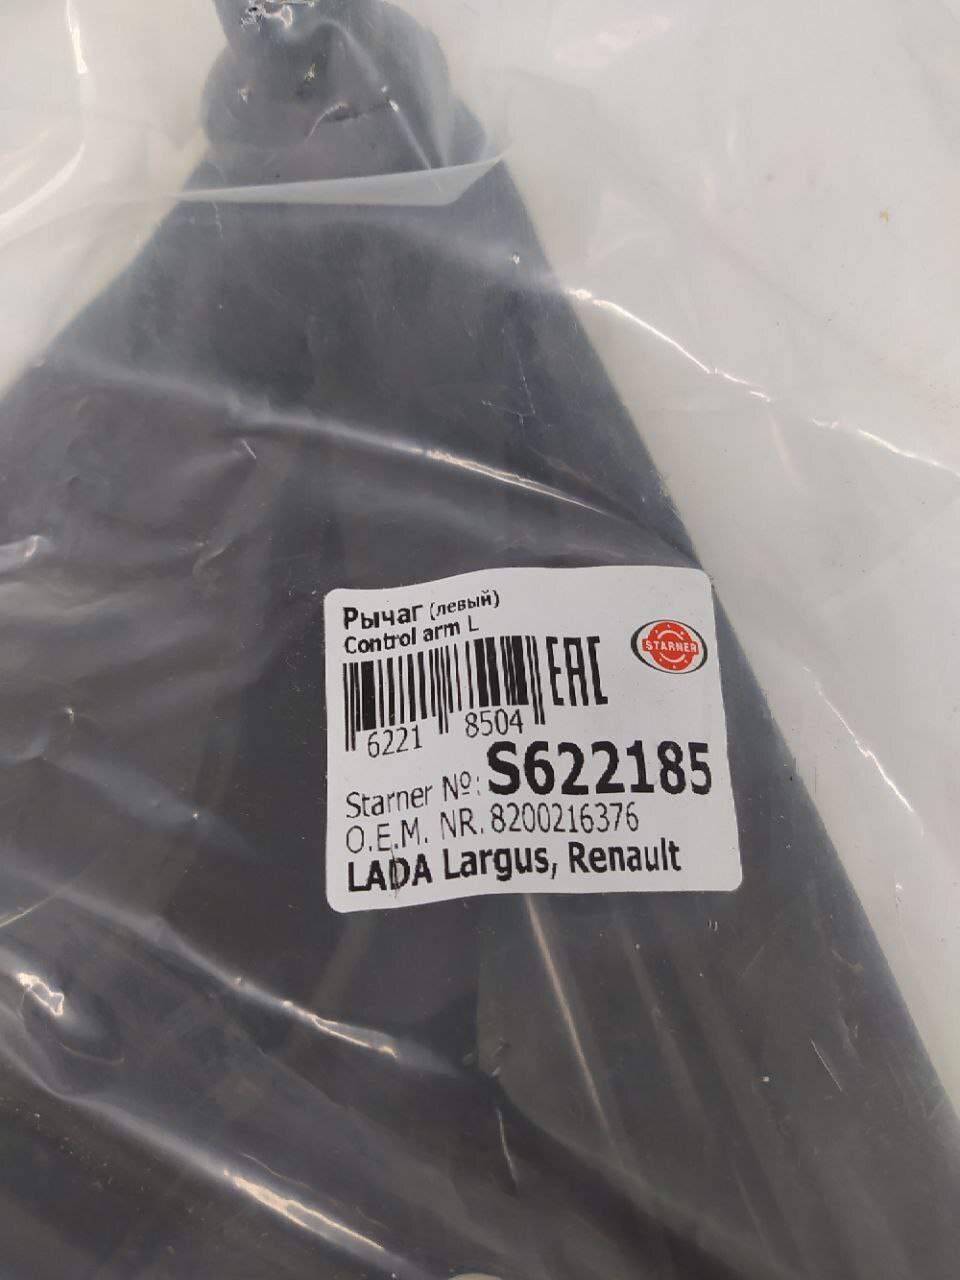 Рычаг (левый)
Control arm L
EAC
STARNER
6221 8504
Starner №: S622185
O.E.M. NR. 8200216376
LADA Largus, Renault